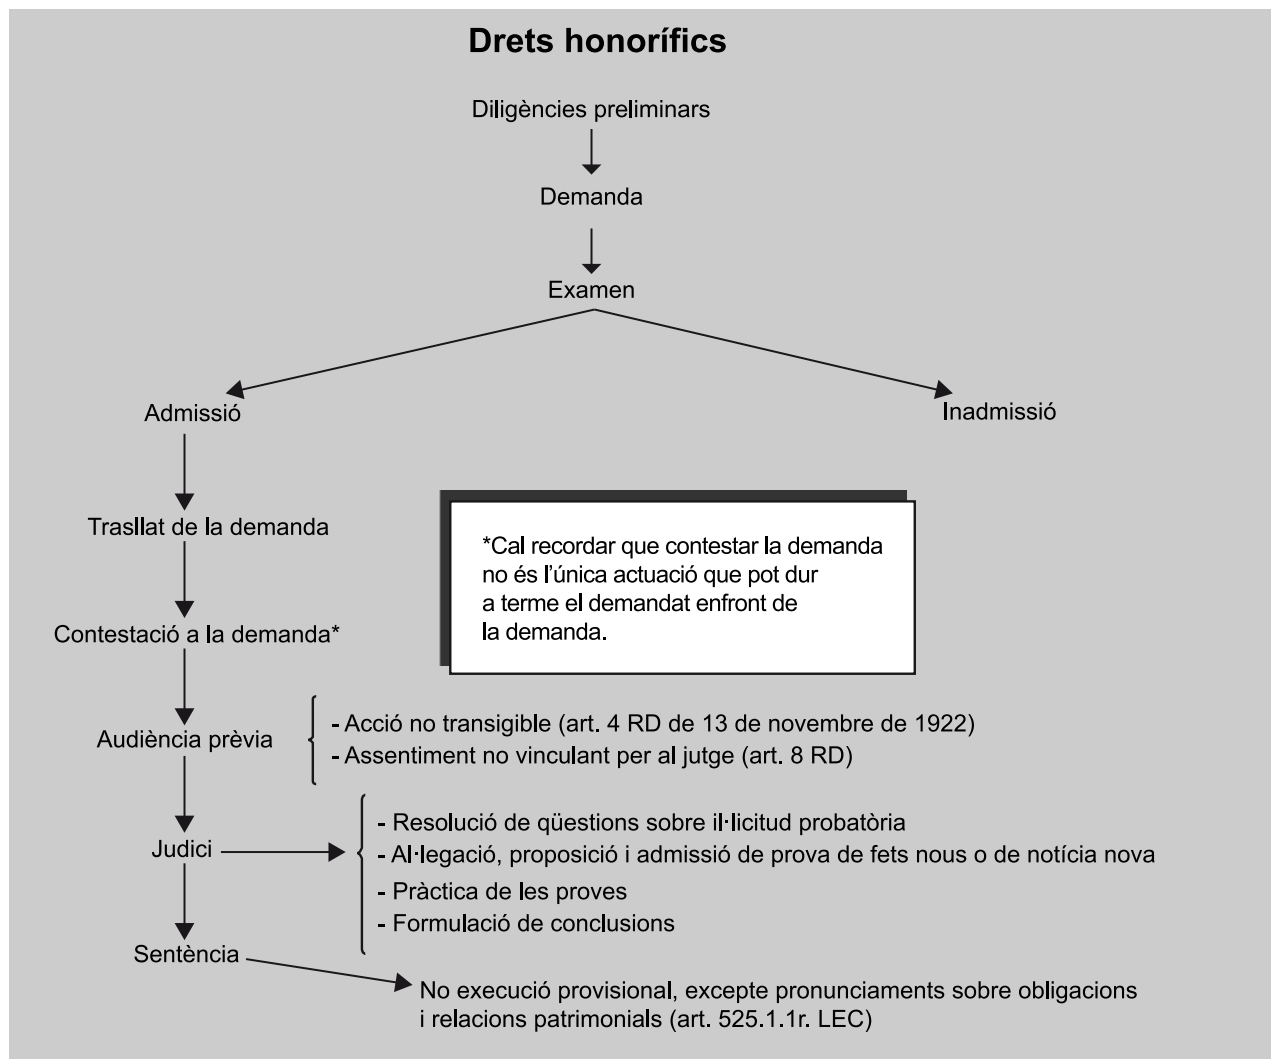 Drets honorífics
Diligències preliminars
Demanda
Examen
Admissió
Inadmissió
Trasllat de la demanda
*Cal recordar que contestar la demanda
no és l'única actuació que pot dur
a terme el demandat enfront de
la demanda.
Contestació a la demanda*
Audiència prèvia
- Acció no transigible (art. 4 RD de 13 de novembre de 1922)
- Assentiment no vinculant per al jutge (art. 8 RD)
Judici
- Resolució de qüestions sobre il·licitud probatòria
- Al·legació, proposició i admissió de prova de fets nous o de notícia nova
- Pràctica de les proves
- Formulació de conclusions
Sentència
No execució provisional, excepte pronunciaments sobre obligacions
i relacions patrimonials (art. 525.1.1r. LEC)